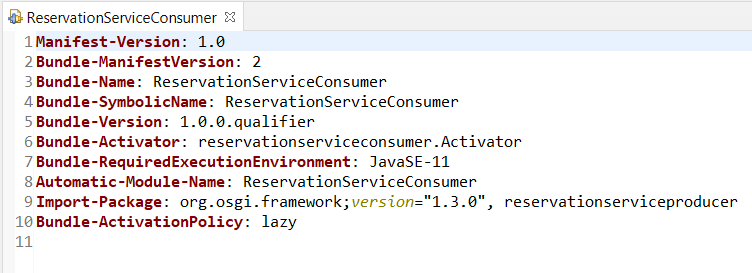 ReservationServiceConsumer
1 Manifest-Version: 1.0
2 Bundle-ManifestVersion: 2
3 Bundle-Name: ReservationServiceConsumer
4 Bundle-SymbolicName: ReservationServiceConsumer
5 Bundle-Version: 1.0.0.qualifier
6 Bundle-Activator: reservationserviceconsumer.Activator
7 Bundle-RequiredExecutionEnvironment: JavaSE-11
8 Automatic-Module-Name: ReservationServiceConsumer
9 Import-Package: org.osgi.framework;version="1.3.0", reservationserviceproducer
10 Bundle-ActivationPolicy: lazy
11